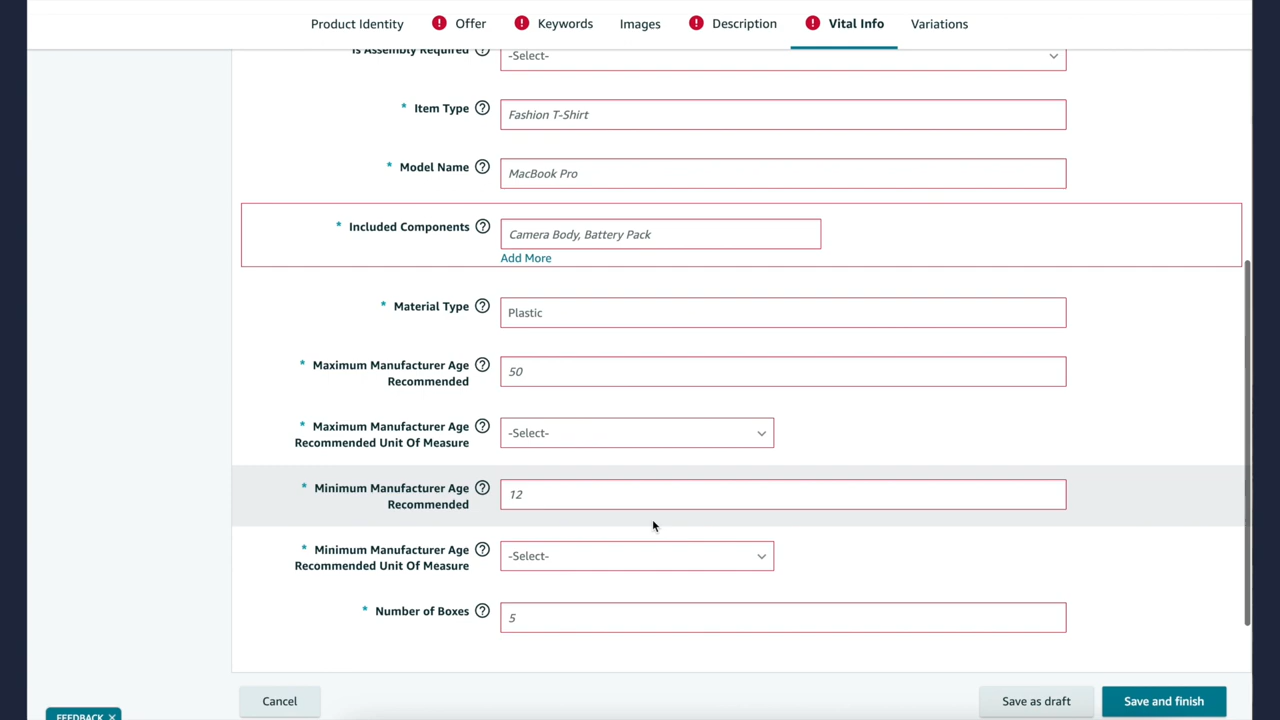 Product Identity
! Offer
! Keywords
Images
! Description
! Vital Info
Variations
Is Assembly Required ?
-Select-
* Item Type ?
Fashion T-Shirt
* Model Name ?
MacBook Pro
* Included Components ?
Camera Body, Battery Pack
Add More
* Material Type ?
Plastic
* Maximum Manufacturer Age ?
Recommended
50
* Maximum Manufacturer Age ?
Recommended Unit Of Measure
-Select-
* Minimum Manufacturer Age ?
Recommended
12
* Minimum Manufacturer Age ?
Recommended Unit Of Measure
-Select-
* Number of Boxes ?
5
Cancel
Save as draft
Save and finish
FEEDBACK